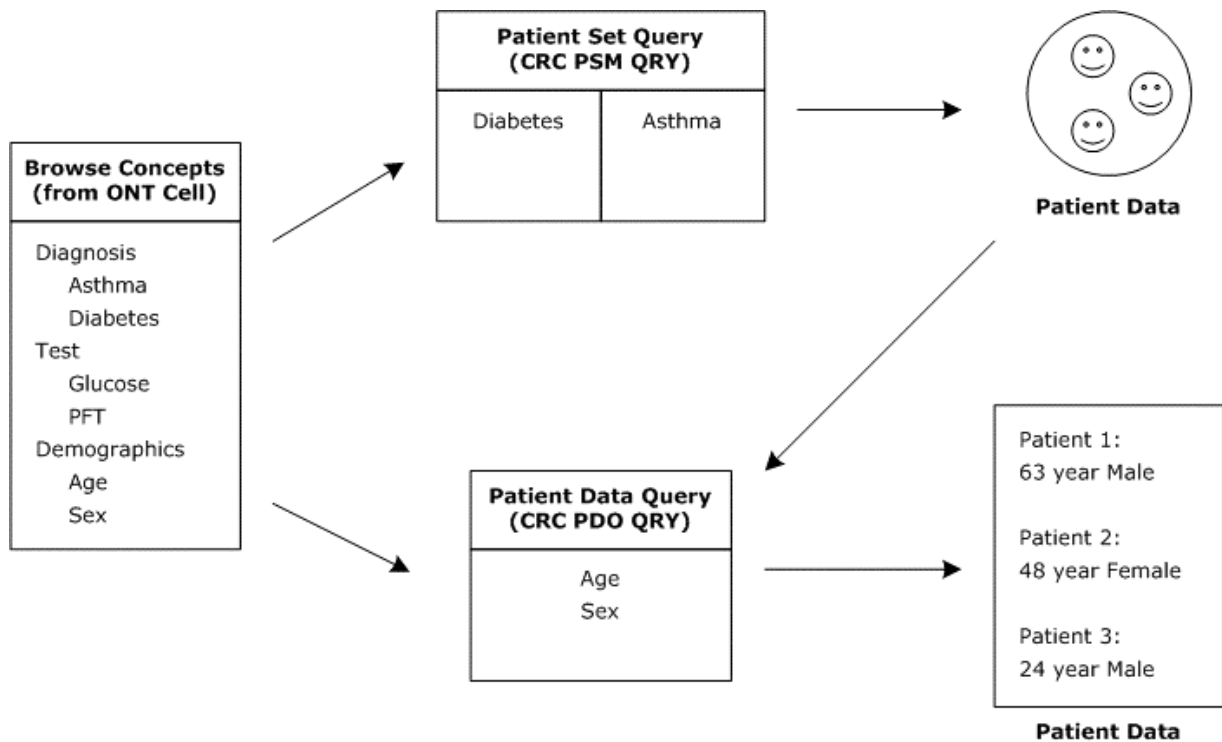 Browse Concepts
(from ONT Cell)
Diagnosis
Asthma
Diabetes
Test
Glucose
PFT
Demographics
Age
Sex
Patient Set Query
(CRC PSM QRY)
Diabetes
Asthma
Patient Data
Patient Data Query
(CRC PDO QRY)
Age
Sex
Patient 1:
63 year Male
Patient 2:
48 year Female
Patient 3:
24 year Male
Patient Data